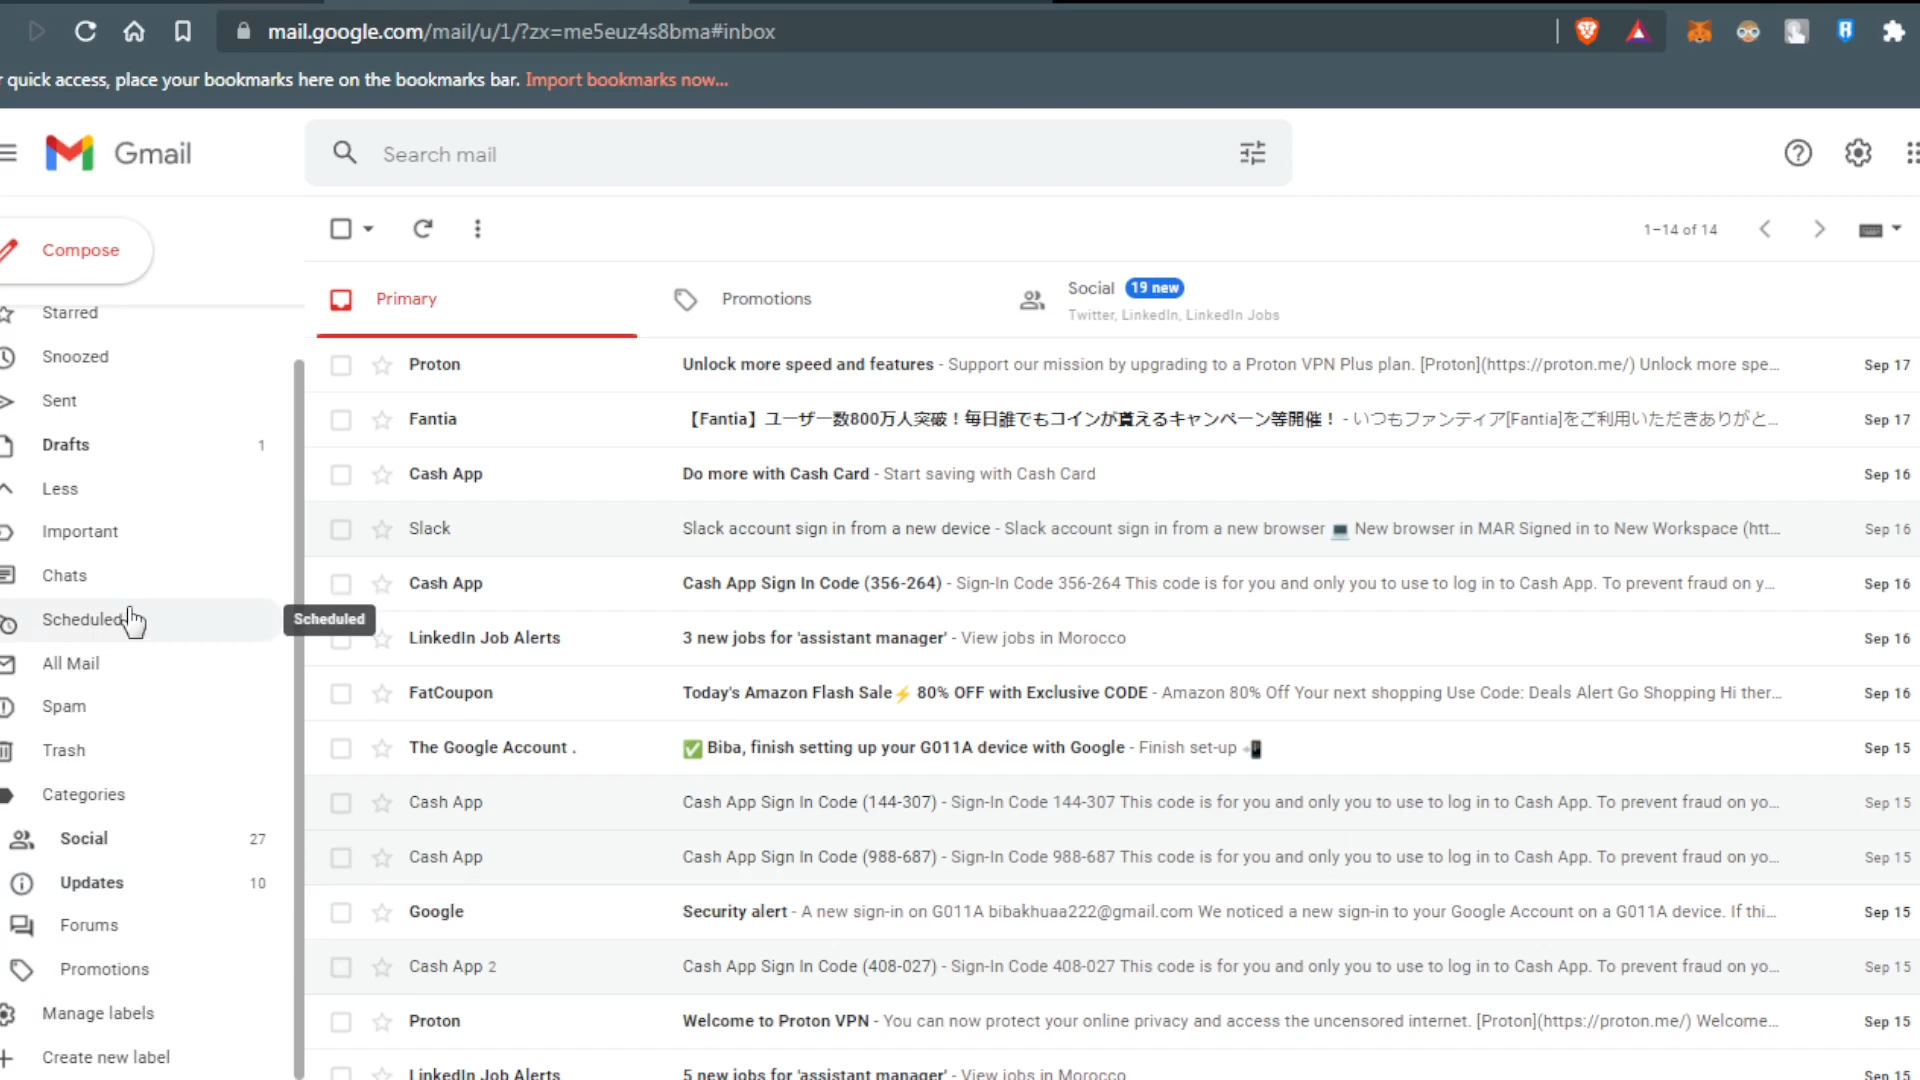 mail.google.com/mail/u/1/?zx=me5euz4s8bma#inbox
quick access, place your bookmarks here on the bookmarks bar. Import bookmarks now...
Gmail
Search mail
Compose
1–14 of 14
Primary
Promotions
Social 19 new
Twitter, LinkedIn, LinkedIn Jobs
Starred
Snoozed
Sent
Drafts 1
Less
Important
Chats
Scheduled
Scheduled
All Mail
Spam
Trash
Categories
Social 27
Updates 10
Forums
Promotions
Manage labels
Create new label
Proton Unlock more speed and features - Support our mission by upgrading to a Proton VPN Plus plan. [Proton](https://proton.me/) Unlock more spe... Sep 17
Fantia 【Fantia】ユーザー数800万人突破！毎日誰でもコインが貰えるキャンペーン等開催！ - いつもファンティア[Fantia]をご利用いただきありがと... Sep 17
Cash App Do more with Cash Card - Start saving with Cash Card Sep 16
Slack Slack account sign in from a new device - Slack account sign in from a new browser 💻 New browser in MAR Signed in to New Workspace (htt... Sep 16
Cash App Cash App Sign In Code (356-264) - Sign-In Code 356-264 This code is for you and only you to use to log in to Cash App. To prevent fraud on y... Sep 16
LinkedIn Job Alerts 3 new jobs for 'assistant manager' - View jobs in Morocco Sep 16
FatCoupon Today's Amazon Flash Sale⚡ 80% OFF with Exclusive CODE - Amazon 80% Off Your next shopping Use Code: Deals Alert Go Shopping Hi ther... Sep 16
The Google Account . ✅ Biba, finish setting up your G011A device with Google - Finish set-up 📲 Sep 15
Cash App Cash App Sign In Code (144-307) - Sign-In Code 144-307 This code is for you and only you to use to log in to Cash App. To prevent fraud on yo... Sep 15
Cash App Cash App Sign In Code (988-687) - Sign-In Code 988-687 This code is for you and only you to use to log in to Cash App. To prevent fraud on yo... Sep 15
Google Security alert - A new sign-in on G011A bibakhuaa222@gmail.com We noticed a new sign-in to your Google Account on a G011A device. If thi... Sep 15
Cash App 2 Cash App Sign In Code (408-027) - Sign-In Code 408-027 This code is for you and only you to use to log in to Cash App. To prevent fraud on yo... Sep 15
Proton Welcome to Proton VPN - You can now protect your online privacy and access the uncensored internet. [Proton](https://proton.me/) Welcome... Sep 15
LinkedIn Job Alerts 5 new jobs for 'assistant manager' - View jobs in Morocco Sep 15